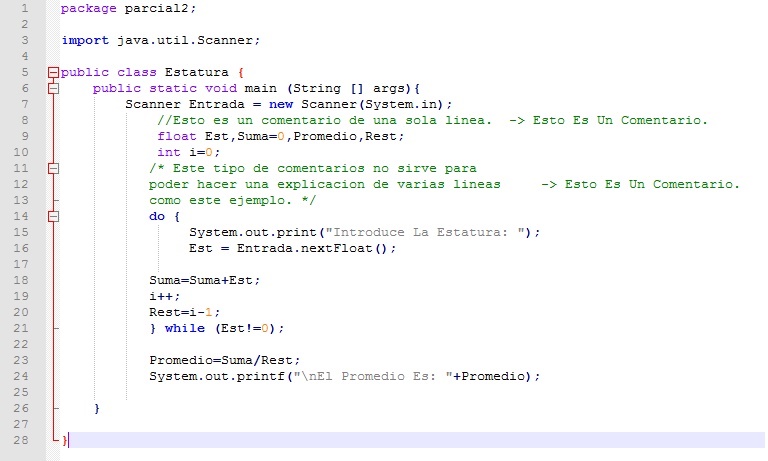 1 package parcial2;
2
3 import java.util.Scanner;
4
5 public class Estatura {
6 public static void main (String [] args){
7 Scanner Entrada = new Scanner(System.in);
8 //Esto es un comentario de una sola linea. -> Esto Es Un Comentario.
9 float Est,Suma=0,Promedio,Rest;
10 int i=0;
11 /* Este tipo de comentarios no sirve para
12 poder hacer una explicacion de varias lineas -> Esto Es Un Comentario.
13 como este ejemplo. */
14 do {
15 System.out.print("Introduce La Estatura: ");
16 Est = Entrada.nextFloat();
17
18 Suma=Suma+Est;
19 i++;
20 Rest=i-1;
21 } while (Est!=0);
22
23 Promedio=Suma/Rest;
24 System.out.printf("\nEl Promedio Es: "+Promedio);
25
26 }
27
28 }